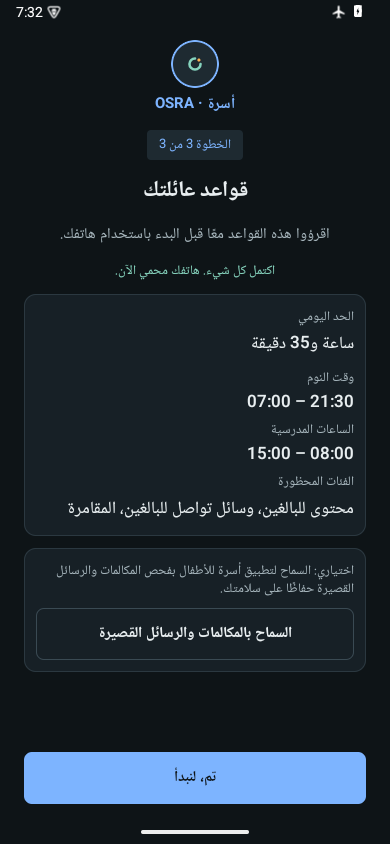 7:32
أسرة · OSRA
الخطوة 3 من 3
قواعد عائلتك
اقرؤوا هذه القواعد معًا قبل البدء باستخدام هاتفك.
اكتمل كل شيء. هاتفك محمي الآن.
الحد اليومي
ساعة و35 دقيقة
وقت النوم
21:30 – 07:00
الساعات المدرسية
08:00 – 15:00
الفئات المحظورة
محتوى للبالغين، وسائل تواصل للبالغين، المقامرة
اختياري: السماح لتطبيق أسرة للأطفال بفحص المكالمات والرسائل
القصيرة حفاظًا على سلامتك.
السماح بالمكالمات والرسائل القصيرة
تم، لنبدأ